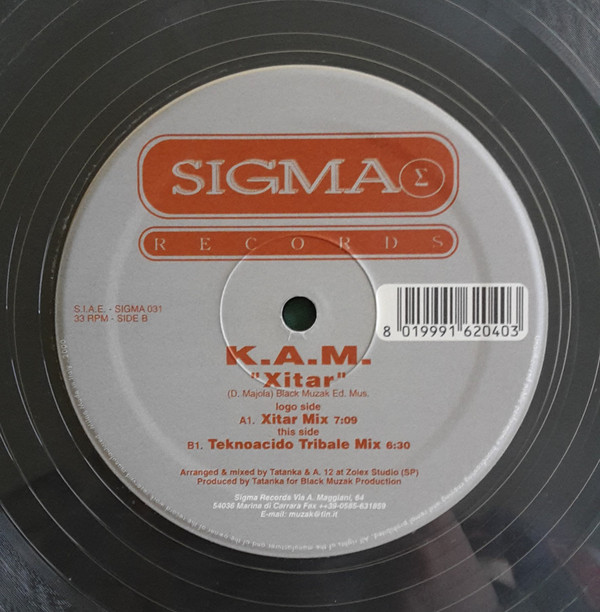 SIGMA Σ
RECORDS
S.I.A.E. - SIGMA 031
33 RPM - SIDE B
8 019991 620403
K.A.M.
"Xitar"
(D. Majola) Black Muzak Ed. Mus.
logo side
A1. Xitar Mix 7:09
this side
B1. Teknoacido Tribale Mix 6:30
Arranged & mixed by Tatanka & A. 12 at Zolex Studio (SP)
Produced by Tatanka for Black Muzak Production
Sigma Records Via A. Maggiani, 64
54036 Marina di Carrara Fax ++39-0585-631859
E-mail: muzak@tin.it